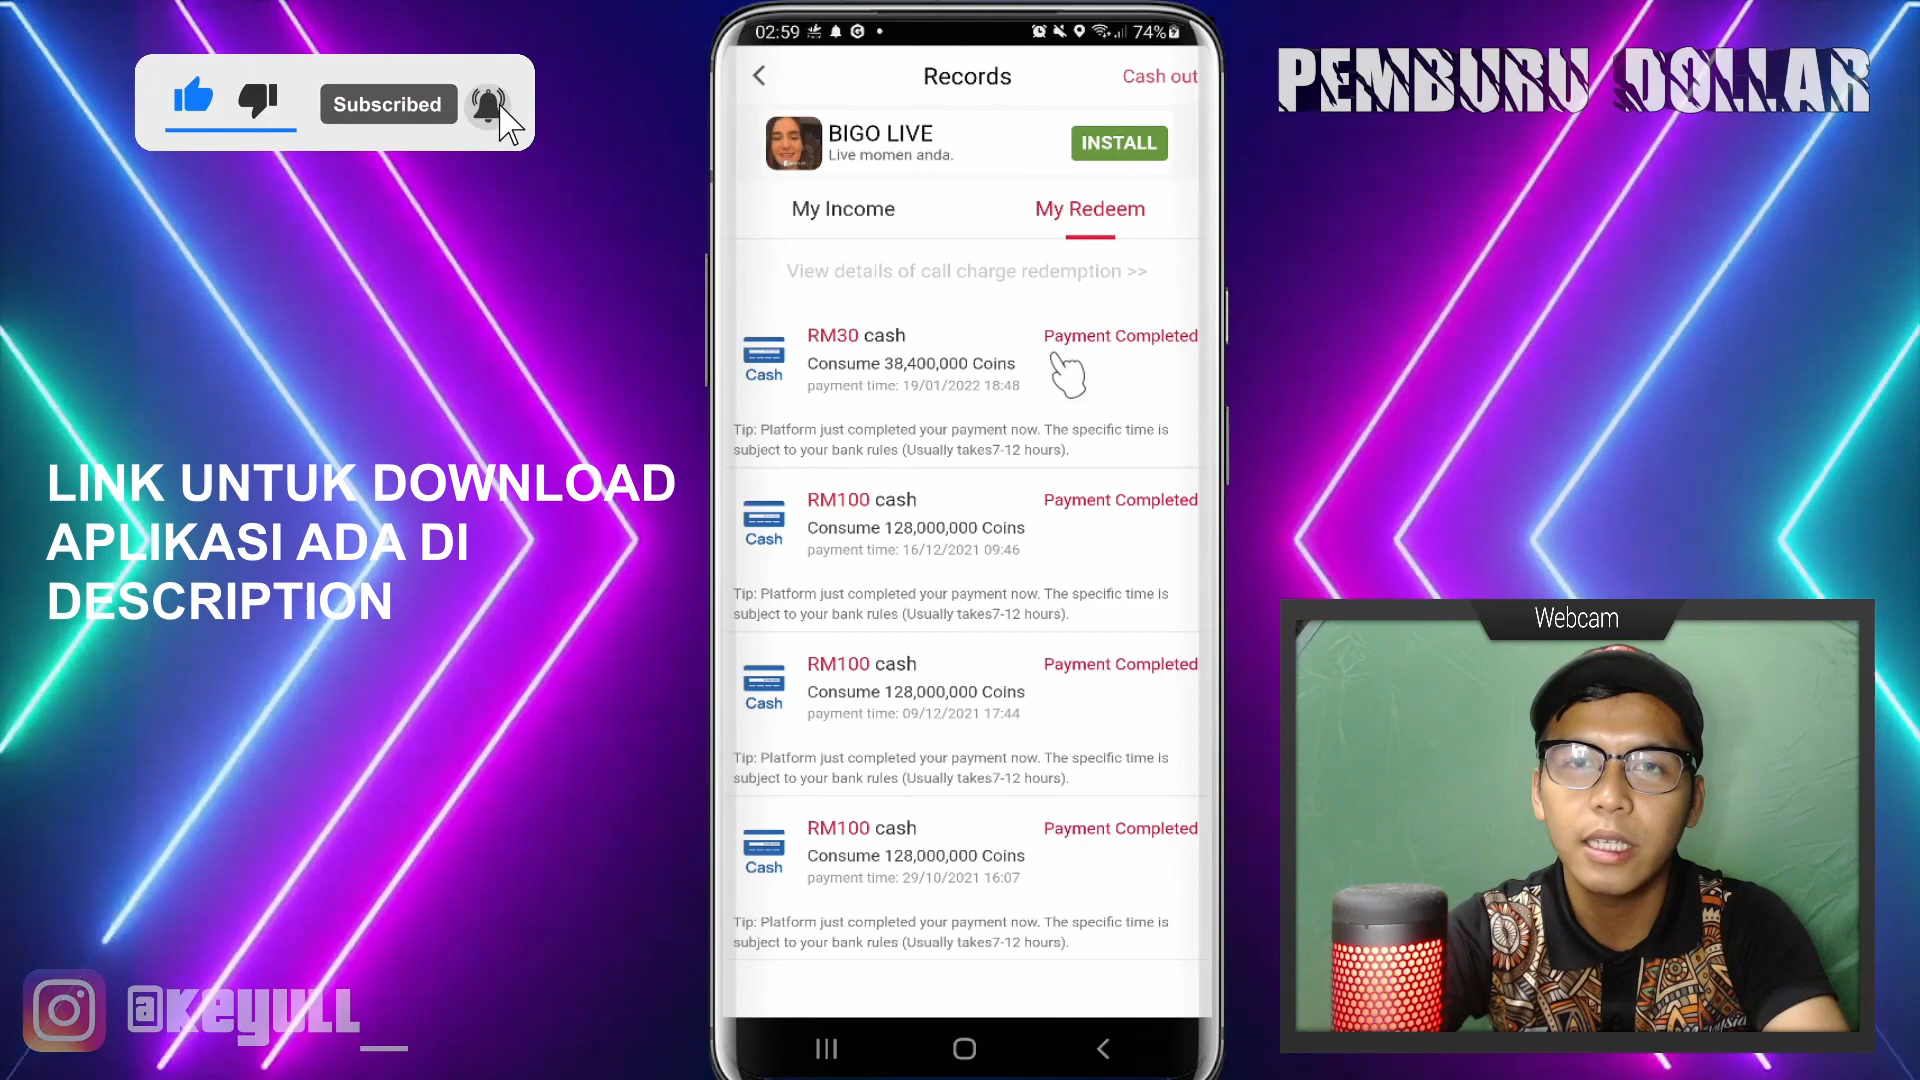 Subscribed
PEMBURU DOLLAR
LINK UNTUK DOWNLOAD
APLIKASI ADA DI
DESCRIPTION
@KEYULL__
02:59
74%
Records
Cash out
BIGO LIVE
Live momen anda.
INSTALL
My Income
My Redeem
View details of call charge redemption >>
RM30 cash
Payment Completed
Cash
Consume 38,400,000 Coins
payment time: 19/01/2022 18:48
Tip: Platform just completed your payment now. The specific time is
subject to your bank rules (Usually takes7-12 hours).
RM100 cash
Payment Completed
Cash
Consume 128,000,000 Coins
payment time: 16/12/2021 09:46
Tip: Platform just completed your payment now. The specific time is
subject to your bank rules (Usually takes7-12 hours).
RM100 cash
Payment Completed
Cash
Consume 128,000,000 Coins
payment time: 09/12/2021 17:44
Tip: Platform just completed your payment now. The specific time is
subject to your bank rules (Usually takes7-12 hours).
RM100 cash
Payment Completed
Cash
Consume 128,000,000 Coins
payment time: 29/10/2021 16:07
Tip: Platform just completed your payment now. The specific time is
subject to your bank rules (Usually takes7-12 hours).
Webcam